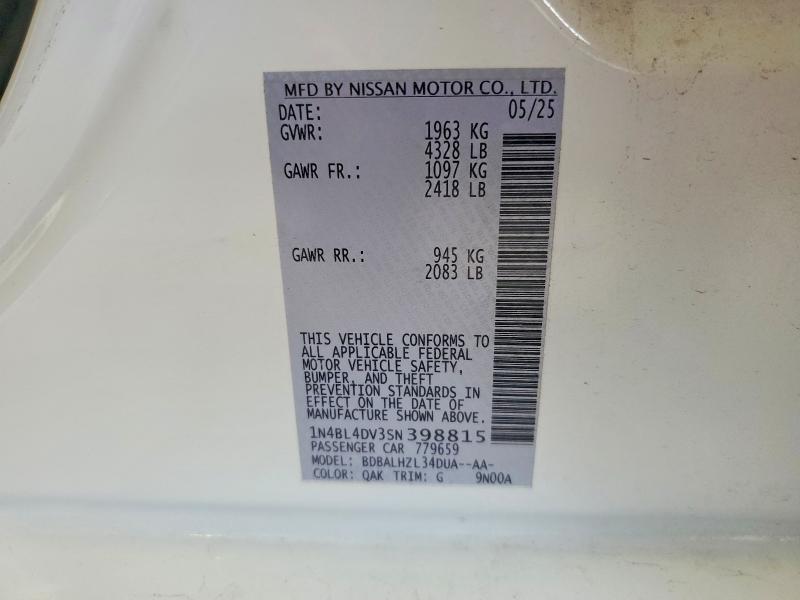 MFD BY NISSAN MOTOR CO., LTD.
DATE: 05/25
GVWR: 1963 KG
4328 LB
GAWR FR.: 1097 KG
2418 LB
GAWR RR.: 945 KG
2083 LB
THIS VEHICLE CONFORMS TO
ALL APPLICABLE FEDERAL
MOTOR VEHICLE SAFETY,
BUMPER, AND THEFT
PREVENTION STANDARDS IN
EFFECT ON THE DATE OF
MANUFACTURE SHOWN ABOVE.
1N4BL4DV3SN398815
PASSENGER CAR 779659
MODEL: BDBALHZL34DUA--AA-
COLOR: QAK TRIM: G 9N00A